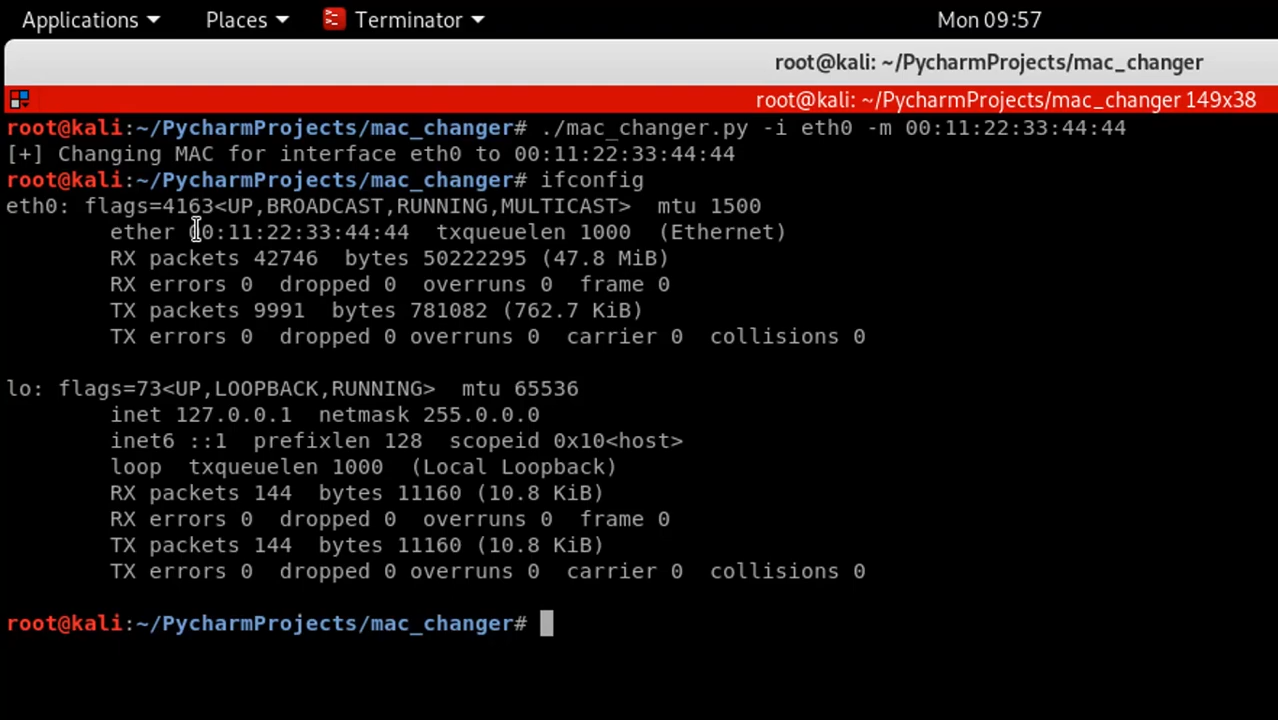 Applications Places Terminator Mon 09:57
root@kali: ~/PycharmProjects/mac_changer
root@kali: ~/PycharmProjects/mac_changer 149x38
root@kali:~/PycharmProjects/mac_changer# ./mac_changer.py -i eth0 -m 00:11:22:33:44:44
[+] Changing MAC for interface eth0 to 00:11:22:33:44:44
root@kali:~/PycharmProjects/mac_changer# ifconfig
eth0: flags=4163<UP,BROADCAST,RUNNING,MULTICAST>  mtu 1500
        ether 00:11:22:33:44:44  txqueuelen 1000  (Ethernet)
        RX packets 42746  bytes 50222295 (47.8 MiB)
        RX errors 0  dropped 0  overruns 0  frame 0
        TX packets 9991  bytes 781082 (762.7 KiB)
        TX errors 0  dropped 0 overruns 0  carrier 0  collisions 0
lo: flags=73<UP,LOOPBACK,RUNNING>  mtu 65536
        inet 127.0.0.1  netmask 255.0.0.0
        inet6 ::1  prefixlen 128  scopeid 0x10<host>
        loop  txqueuelen 1000  (Local Loopback)
        RX packets 144  bytes 11160 (10.8 KiB)
        RX errors 0  dropped 0  overruns 0  frame 0
        TX packets 144  bytes 11160 (10.8 KiB)
        TX errors 0  dropped 0 overruns 0  carrier 0  collisions 0
root@kali:~/PycharmProjects/mac_changer#